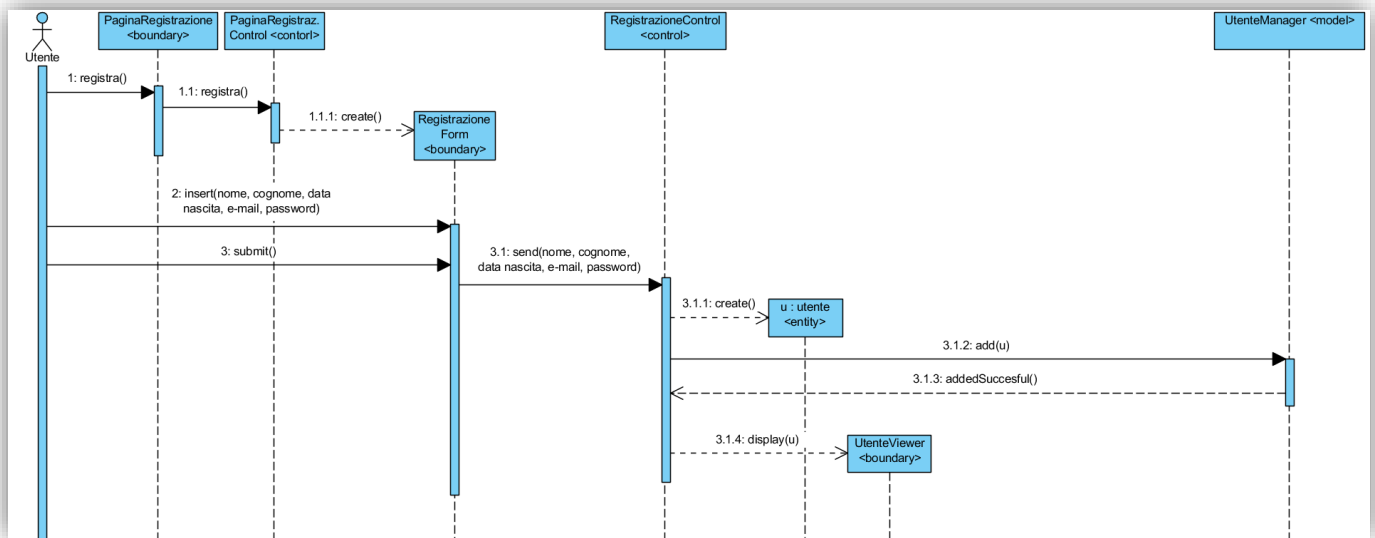 PaginaRegistrazione
<boundary>
PaginaRegistraz.
Control <contorl>
RegistrazioneControl
<control>
UtenteManager <model>
Utente
1: registra()
1.1: registra()
1.1.1: create()
Registrazione
Form
<boundary>
2: insert(nome, cognome, data
nascita, e-mail, password)
3: submit()
3.1: send(nome, cognome,
data nascita, e-mail, password)
3.1.1: create()
u : utente
<entity>
3.1.2: add(u)
3.1.3: addedSuccesful()
3.1.4: display(u)
UtenteViewer
<boundary>